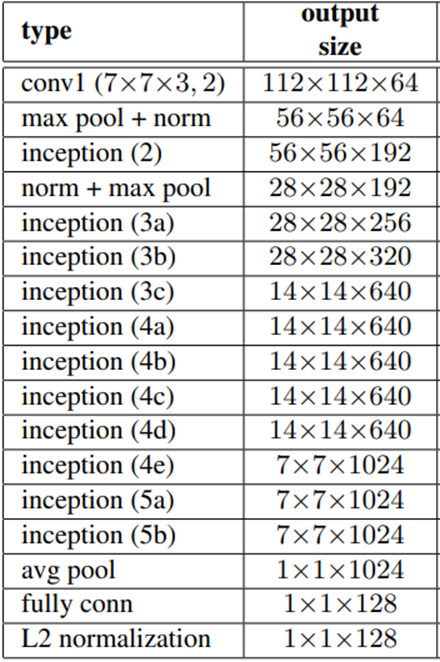 type output
size
conv1 (7×7×3, 2) 112×112×64
max pool + norm 56×56×64
inception (2) 56×56×192
norm + max pool 28×28×192
inception (3a) 28×28×256
inception (3b) 28×28×320
inception (3c) 14×14×640
inception (4a) 14×14×640
inception (4b) 14×14×640
inception (4c) 14×14×640
inception (4d) 14×14×640
inception (4e) 7×7×1024
inception (5a) 7×7×1024
inception (5b) 7×7×1024
avg pool 1×1×1024
fully conn 1×1×128
L2 normalization 1×1×128